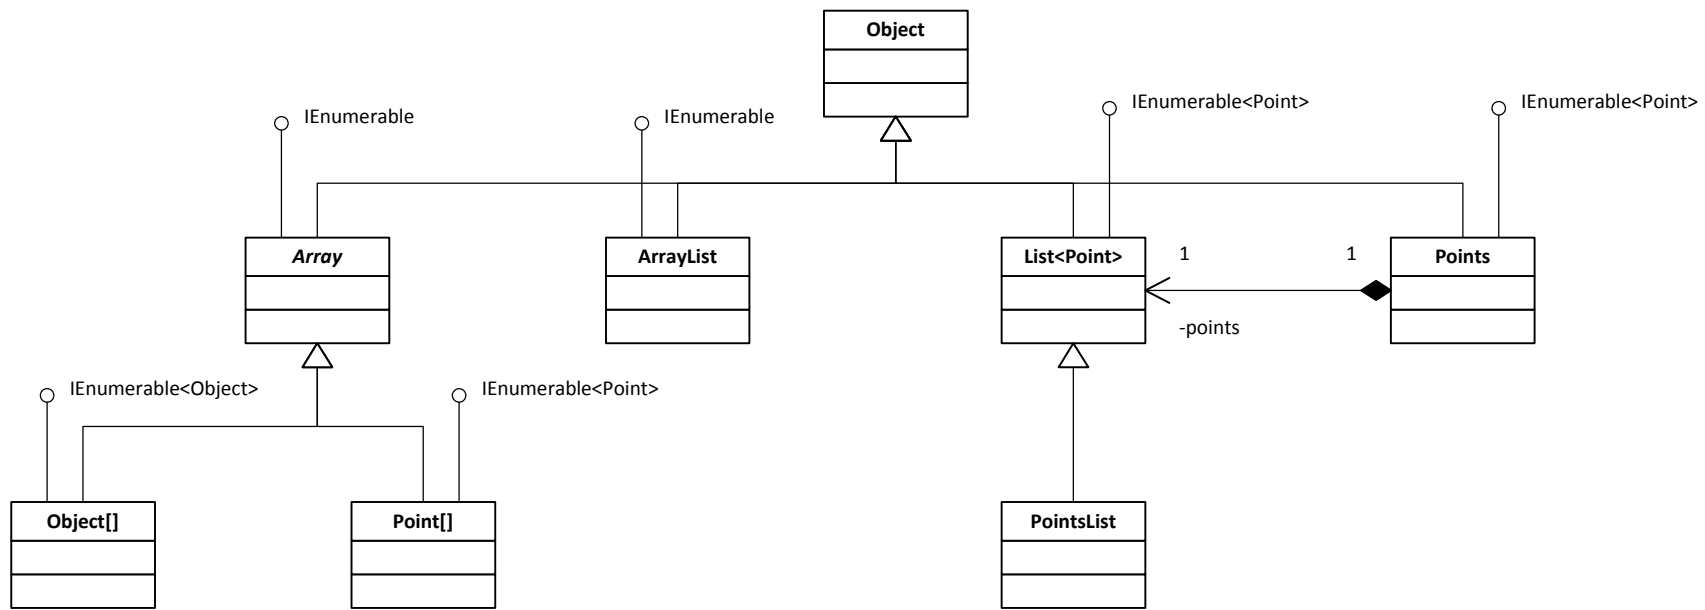 Object
IEnumerable<Point>
IEnumerable<Point>
IEnumerable
IEnumerable
Array
ArrayList
List<Point>
1
1
Points
-points
IEnumerable<Object>
IEnumerable<Point>
Object[]
Point[]
PointsList